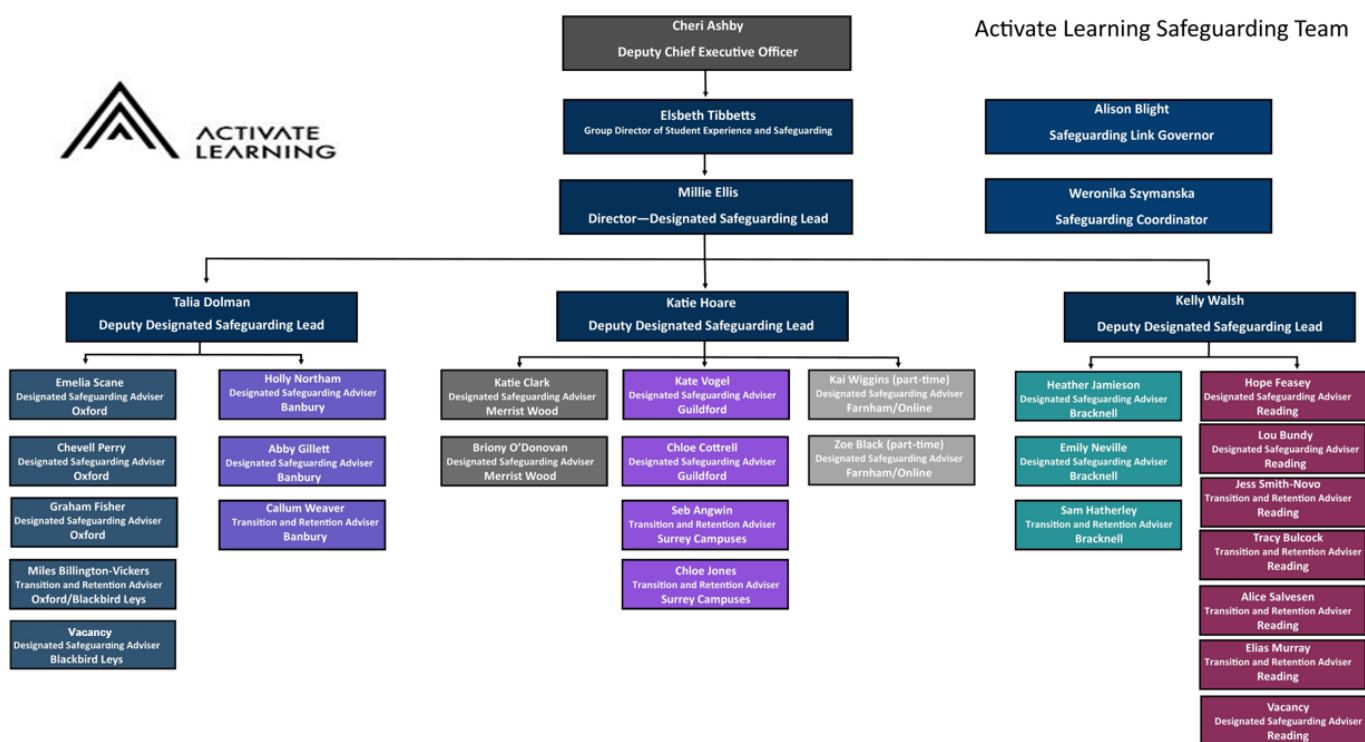 Activate Learning Safeguarding Team
ACTIVATE
LEARNING
Cheri Ashby
Deputy Chief Executive Officer
Elsbeth Tibbetts
Group Director of Student Experience and Safeguarding
Millie Ellis
Director—Designated Safeguarding Lead
Alison Blight
Safeguarding Link Governor
Weronika Szymanska
Safeguarding Coordinator
Talia Dolman
Deputy Designated Safeguarding Lead
Emelia Scane
Designated Safeguarding Adviser
Oxford
Chevell Perry
Designated Safeguarding Adviser
Oxford
Graham Fisher
Designated Safeguarding Adviser
Oxford
Miles Billington-Vickers
Transition and Retention Adviser
Oxford/Blackbird Leys
Vacancy
Designated Safeguarding Adviser
Blackbird Leys
Holly Northam
Designated Safeguarding Adviser
Banbury
Abby Gillett
Designated Safeguarding Adviser
Banbury
Callum Weaver
Transition and Retention Adviser
Banbury
Katie Hoare
Deputy Designated Safeguarding Lead
Katie Clark
Designated Safeguarding Adviser
Merrist Wood
Briony O'Donovan
Designated Safeguarding Adviser
Merrist Wood
Kate Vogel
Designated Safeguarding Adviser
Guildford
Chloe Cottrell
Designated Safeguarding Adviser
Guildford
Seb Angwin
Transition and Retention Adviser
Surrey Campuses
Chloe Jones
Transition and Retention Adviser
Surrey Campuses
Kai Wiggins (part-time)
Designated Safeguarding Adviser
Farnham/Online
Zoe Black (part-time)
Designated Safeguarding Adviser
Farnham/Online
Kelly Walsh
Deputy Designated Safeguarding Lead
Heather Jamieson
Designated Safeguarding Adviser
Bracknell
Emily Neville
Designated Safeguarding Adviser
Bracknell
Sam Hatherley
Transition and Retention Adviser
Bracknell
Hope Feasey
Designated Safeguarding Adviser
Reading
Lou Bundy
Designated Safeguarding Adviser
Reading
Jess Smith-Novo
Transition and Retention Adviser
Reading
Tracy Bulcock
Transition and Retention Adviser
Reading
Alice Salvesen
Transition and Retention Adviser
Reading
Elias Murray
Transition and Retention Adviser
Reading
Vacancy
Designated Safeguarding Adviser
Reading